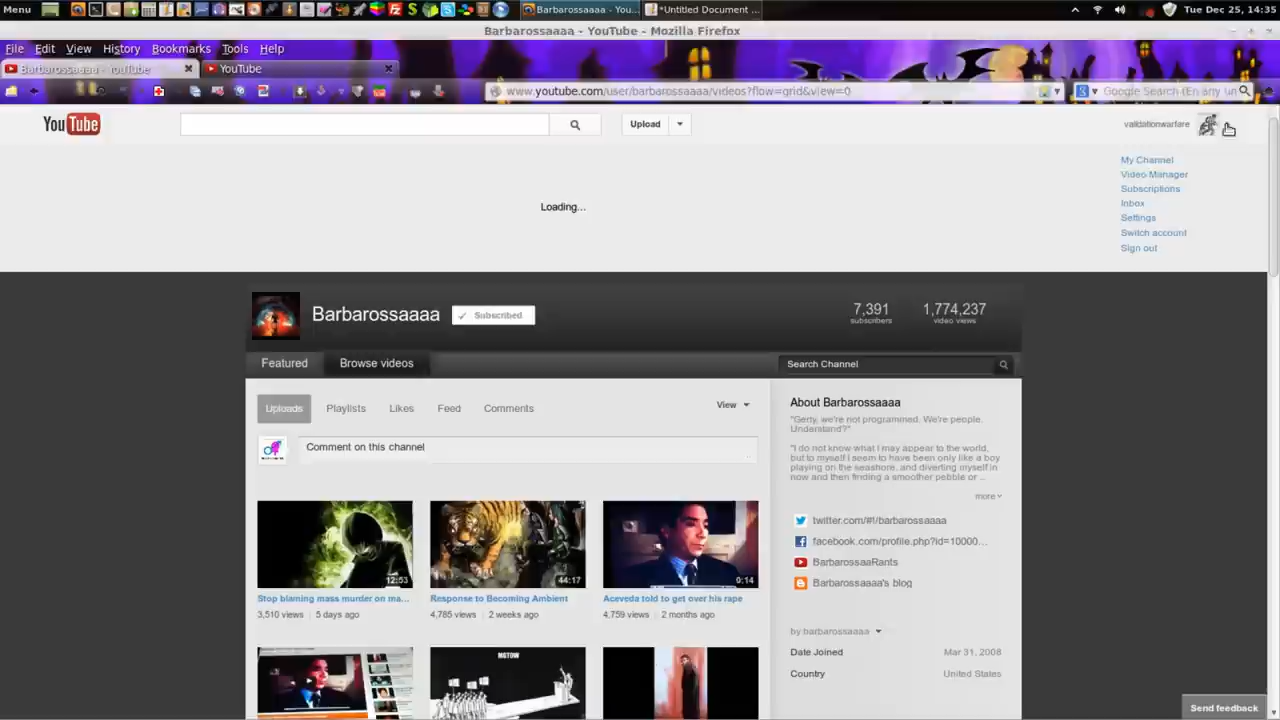 Menu
Barbarossaaaa - You...
*Untitled Document ...
Tue Dec 25, 14:35
Barbarossaaaa - YouTube - Mozilla Firefox
File Edit View History Bookmarks Tools Help
Barbarossaaaa - YouTube
YouTube
www.youtube.com/user/barbarossaaaa/videos?flow=grid&view=0
Google Search (En any un
YouTube
Upload
validationwarfare
My Channel
Video Manager
Subscriptions
Inbox
Settings
Switch account
Sign out
Loading...
Barbarossaaaa
Subscribed
7,391
subscribers
1,774,237
video views
Featured
Browse videos
Search Channel
Uploads
Playlists
Likes
Feed
Comments
View
Comment on this channel
12:53
Stop blaming mass murder on ma...
3,510 views
5 days ago
44:17
Response to Becoming Ambient
4,785 views
2 weeks ago
0:14
Aceveda told to get over his rape
4,759 views
2 months ago
MGTOW
About Barbarossaaaa
"Gerty, we're not programmed. We're people.
Understand?"
"I do not know what I may appear to the world,
but to myself I seem to have been only like a boy
playing on the seashore, and diverting myself in
now and then finding a smoother pebble or ...
more
twitter.com/#!/barbarossaaaa
facebook.com/profile.php?id=10000...
BarbarossaaRants
Barbarossaaaa's blog
by barbarossaaaa
Date Joined
Mar 31, 2008
Country
United States
Send feedback